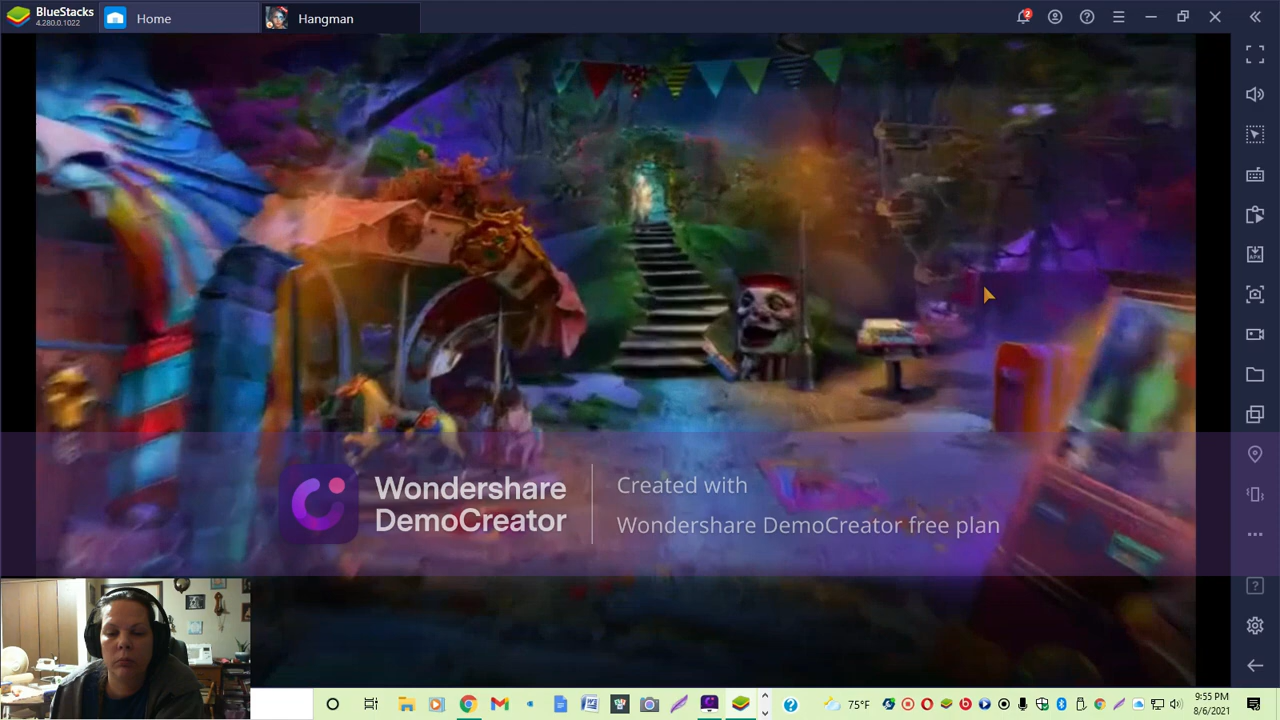 BlueStacks
4.280.0.1022
Home
Hangman
2
Wondershare
DemoCreator
Created with
Wondershare DemoCreator free plan
75°F
9:55 PM
8/6/2021